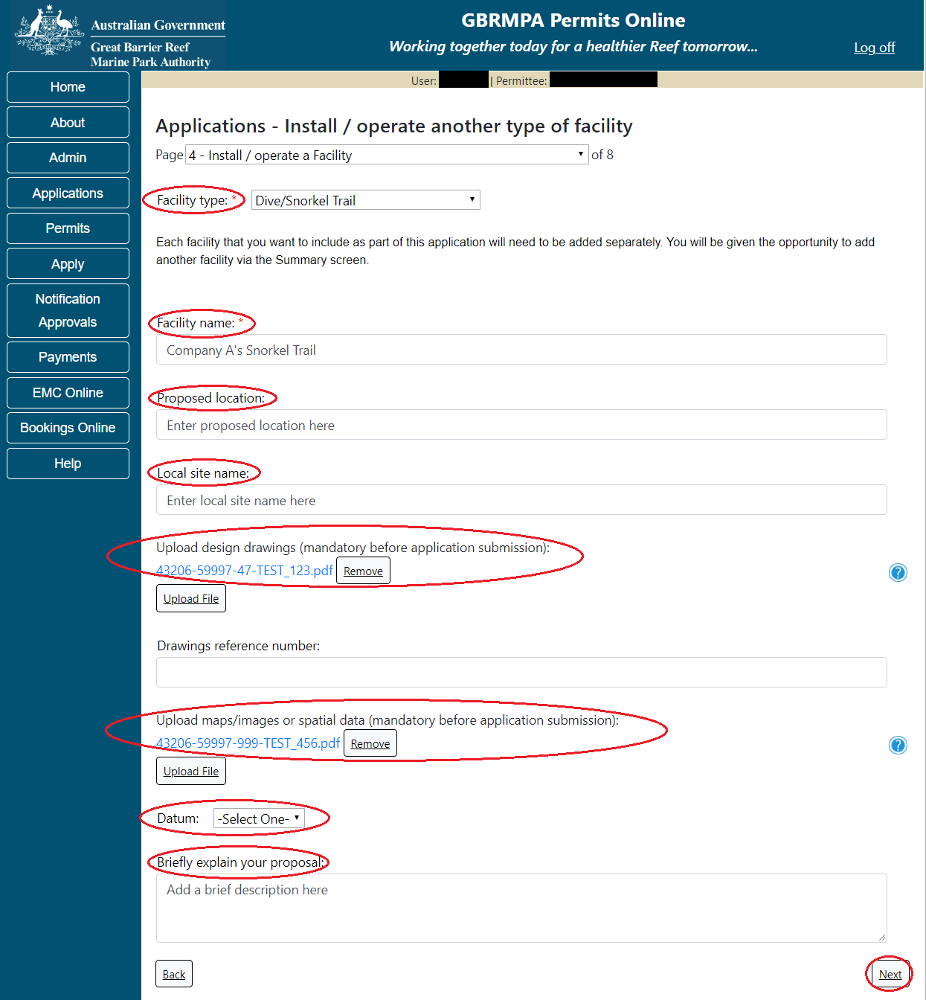 Australian Government
Great Barrier Reef
Marine Park Authority
GBRMPA Permits Online
Working together today for a healthier Reef tomorrow...
Log off
User: | Permittee:
Home
About
Admin
Applications
Permits
Apply
Notification
Approvals
Payments
EMC Online
Bookings Online
Help
Applications - Install / operate another type of facility
Page 4 - Install / operate a Facility of 8
Facility type: * Dive/Snorkel Trail
Each facility that you want to include as part of this application will need to be added separately. You will be given the opportunity to add
another facility via the Summary screen.
Facility name: *
Company A's Snorkel Trail
Proposed location:
Enter proposed location here
Local site name:
Enter local site name here
Upload design drawings (mandatory before application submission):
43206-59997-47-TEST_123.pdf Remove
?
Upload File
Drawings reference number:
Upload maps/images or spatial data (mandatory before application submission):
43206-59997-999-TEST_456.pdf Remove
?
Upload File
Datum: -Select One-
Briefly explain your proposal:
Add a brief description here
Back Next